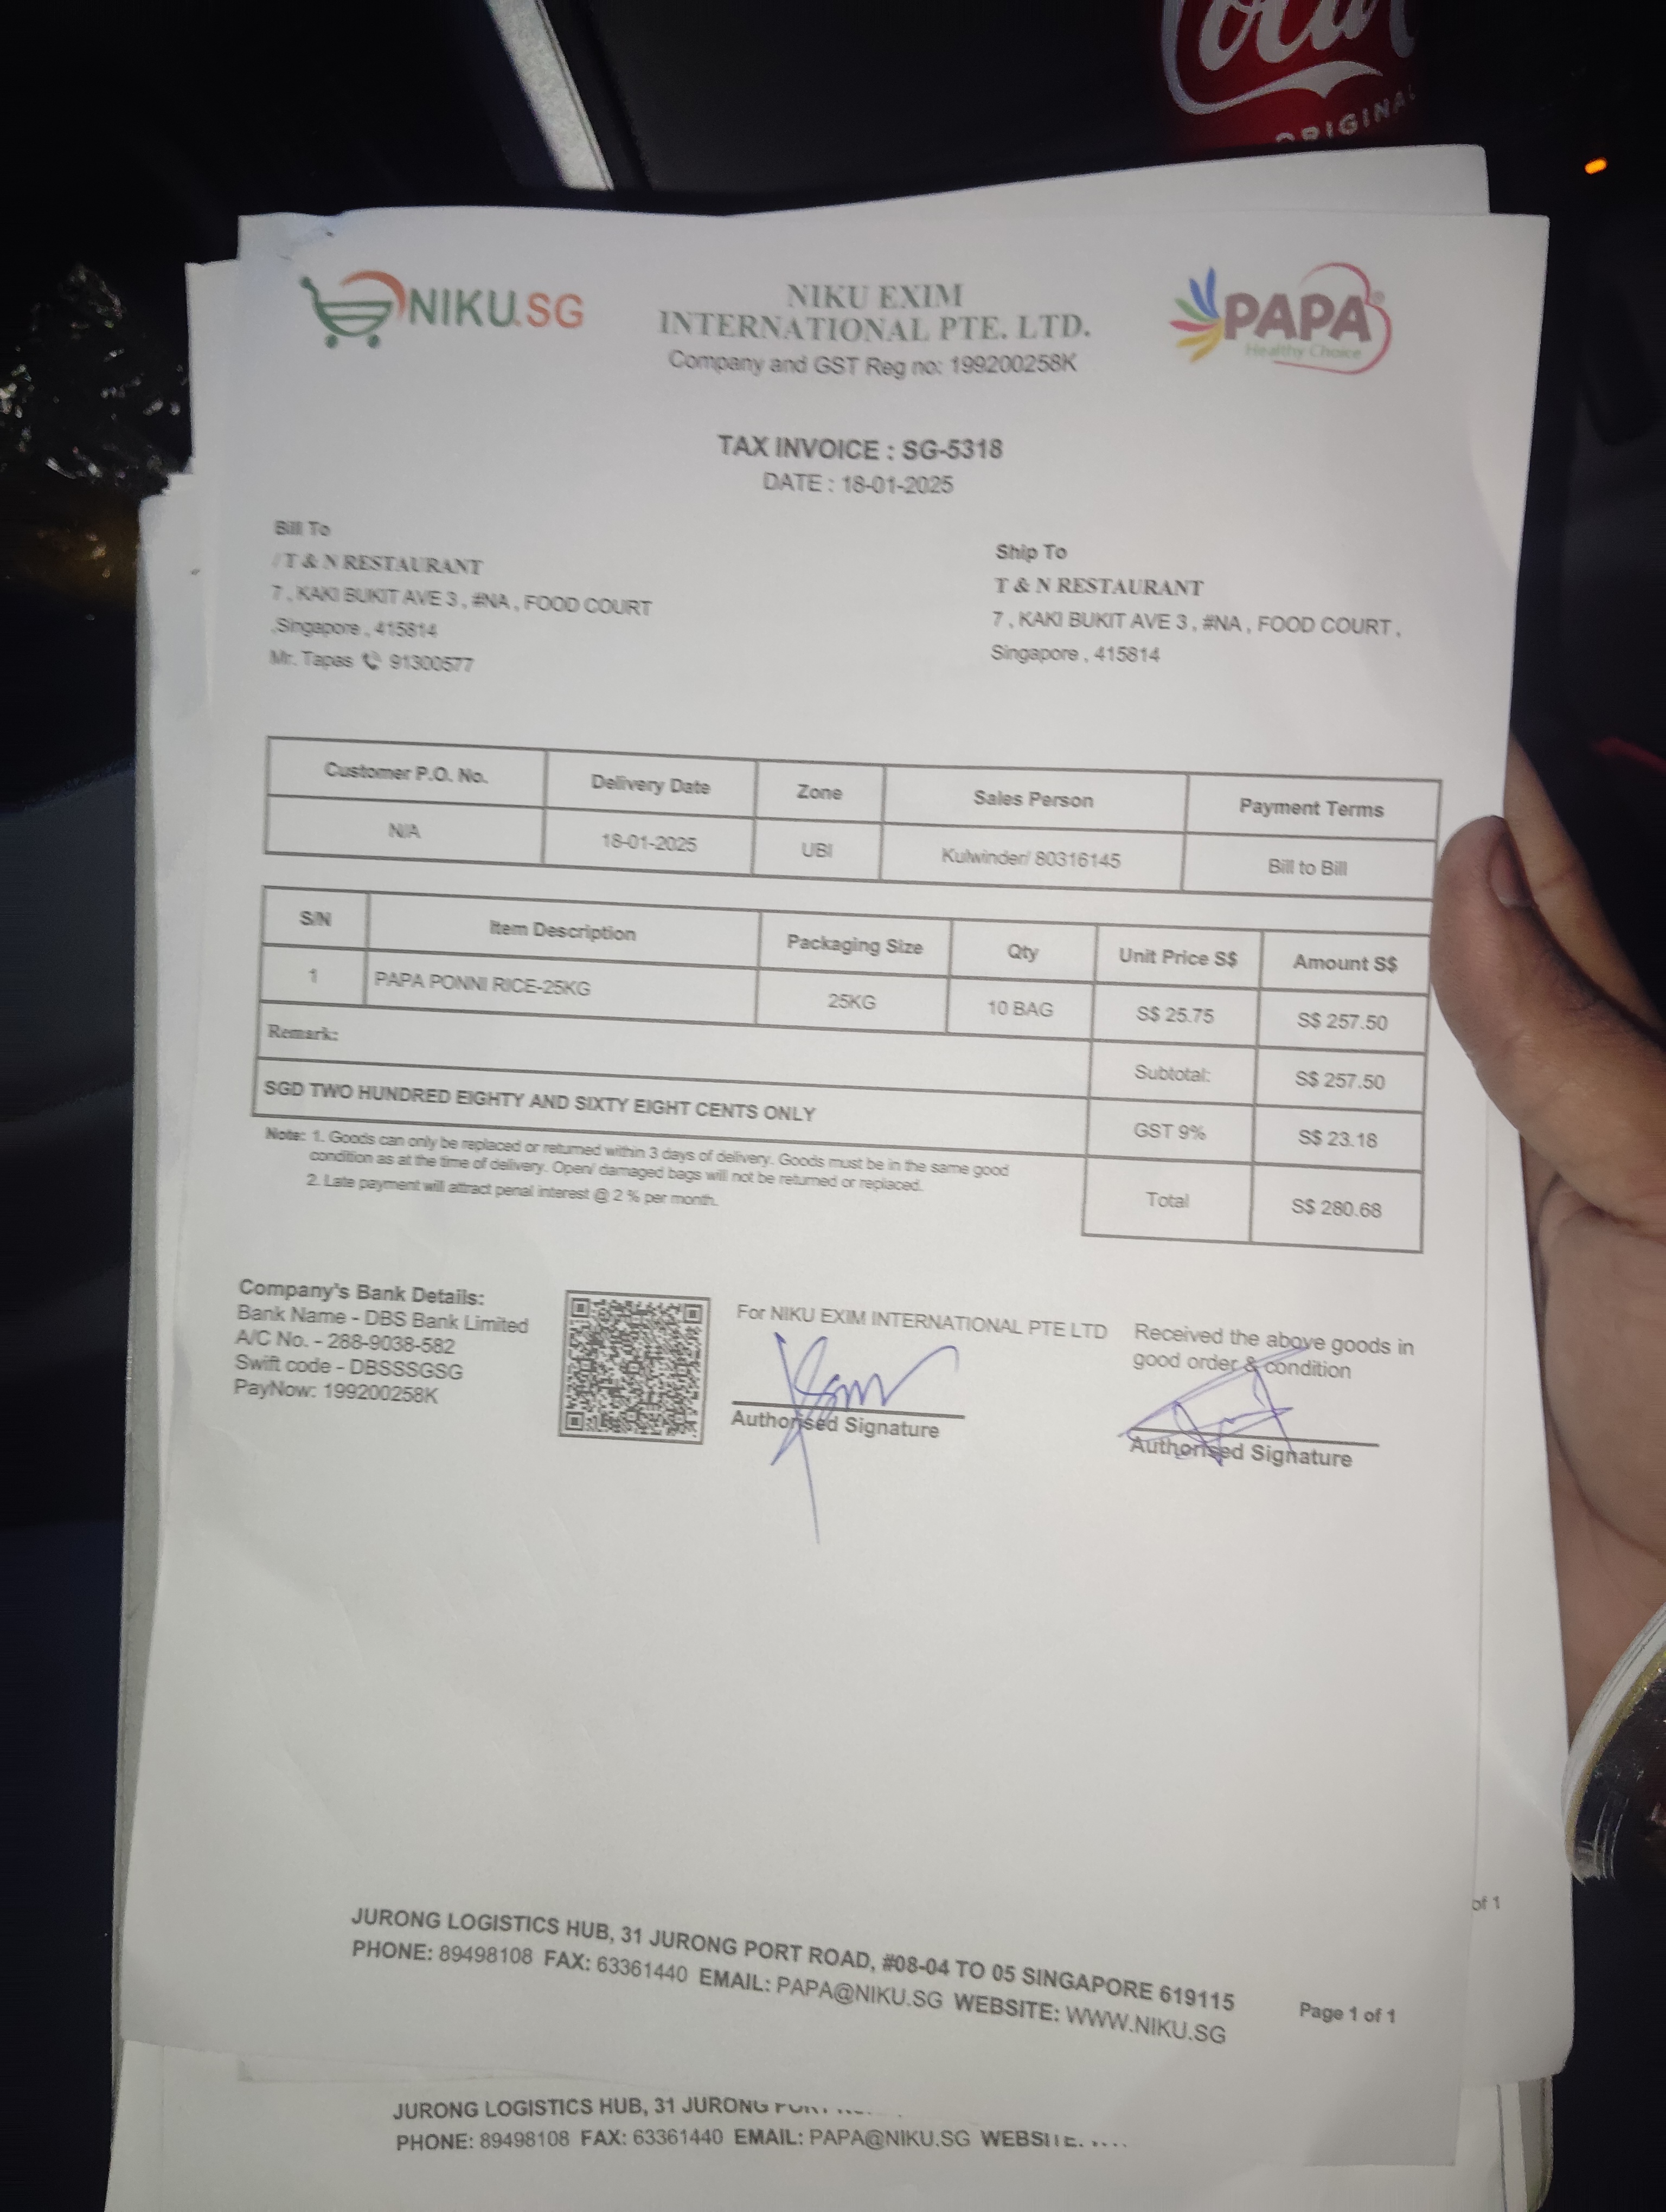 Coca
ORIGINAL
NIKU.SG
NIKU EXIM
INTERNATIONAL PTE. LTD.
Company and GST Reg no: 199200258K
PAPA®
Healthy Choice
TAX INVOICE : SG-5318
DATE : 18-01-2025
Bill To
/ T & N RESTAURANT
7 , KAKI BUKIT AVE 3 , #NA , FOOD COURT
,Singapore , 415814
Mr. Tapas 91300577
Ship To
T & N RESTAURANT
7 , KAKI BUKIT AVE 3 , #NA , FOOD COURT ,
Singapore , 415814
Customer P.O. No. Delivery Date Zone Sales Person Payment Terms
N/A 18-01-2025 UBI Kulwinder/ 80316145 Bill to Bill
S/N Item Description Packaging Size Qty Unit Price S$ Amount S$
1 PAPA PONNI RICE-25KG 25KG 10 BAG S$ 25.75 S$ 257.50
Remark:
Subtotal: S$ 257.50
SGD TWO HUNDRED EIGHTY AND SIXTY EIGHT CENTS ONLY
GST 9% S$ 23.18
Total S$ 280.68
Note: 1. Goods can only be replaced or returned within 3 days of delivery. Goods must be in the same good
condition as at the time of delivery. Open/ damaged bags will not be returned or replaced.
2. Late payment will attract penal interest @ 2 % per month.
Company's Bank Details:
Bank Name - DBS Bank Limited
A/C No. - 288-9038-582
Swift code - DBSSSGSG
PayNow: 199200258K
For NIKU EXIM INTERNATIONAL PTE LTD
Authorised Signature
Received the above goods in
good order & condition
Authorised Signature
of 1
JURONG LOGISTICS HUB, 31 JURONG PORT ROAD, #08-04 TO 05 SINGAPORE 619115
PHONE: 89498108 FAX: 63361440 EMAIL: PAPA@NIKU.SG WEBSITE: WWW.NIKU.SG
Page 1 of 1
JURONG LOGISTICS HUB, 31 JURONG
PHONE: 89498108 FAX: 63361440 EMAIL: PAPA@NIKU.SG WEBSITE: